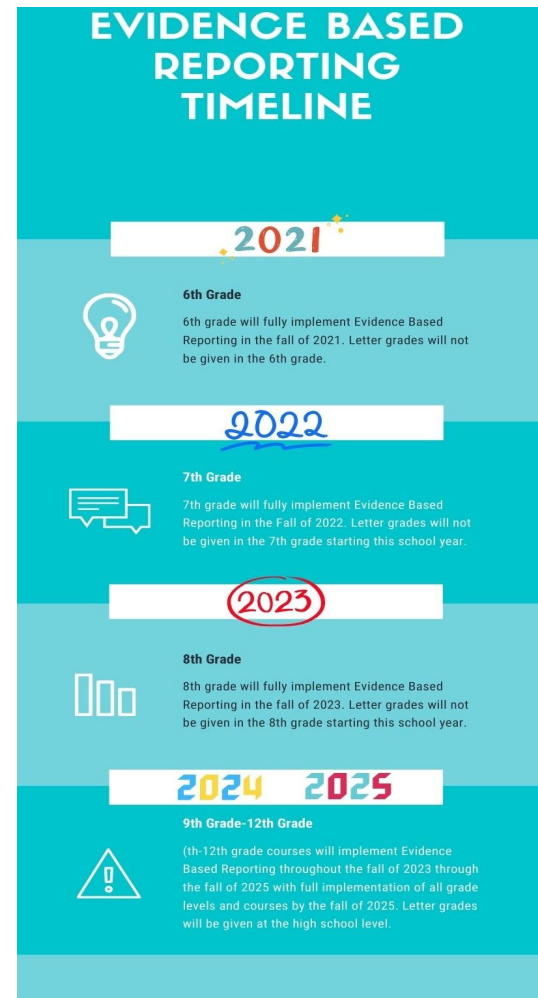 EVIDENCE BASED
REPORTING
TIMELINE
2021
6th Grade
6th grade will fully implement Evidence Based
Reporting in the fall of 2021. Letter grades will not
be given in the 6th grade.
2022
7th Grade
7th grade will fully implement Evidence Based
Reporting in the Fall of 2022. Letter grades will not
be given in the 7th grade starting this school year.
2023
8th Grade
8th grade will fully implement Evidence Based
Reporting in the fall of 2023. Letter grades will not
be given in the 8th grade starting this school year.
2024 2025
9th Grade-12th Grade
(th-12th grade courses will implement Evidence
Based Reporting throughout the fall of 2023 through
the fall of 2025 with full implementation of all grade
levels and courses by the fall of 2025. Letter grades
will be given at the high school level.